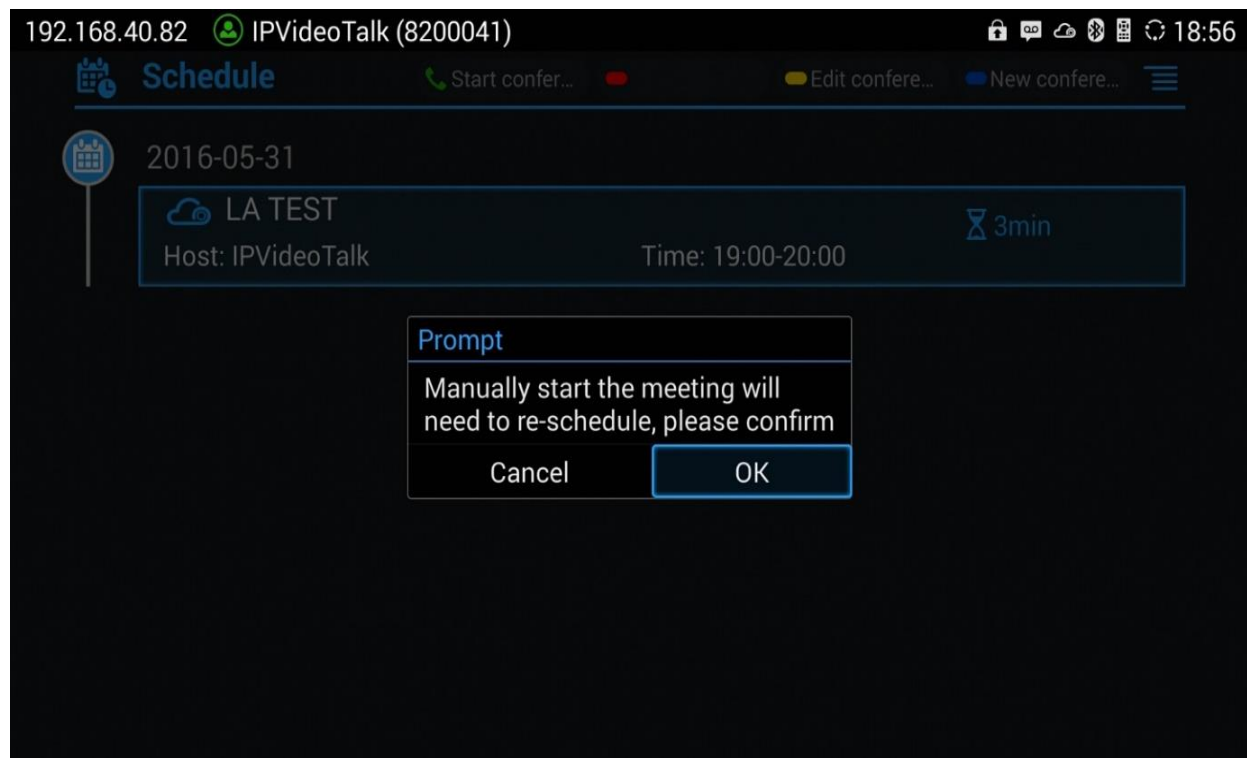 192.168.40.82 IPVideoTalk (8200041) 18:56
Schedule Start confer... Edit confere... New confere...
2016-05-31
LA TEST
3min
Host: IPVideoTalk Time: 19:00-20:00
Prompt
Manually start the meeting will
need to re-schedule, please confirm
Cancel OK